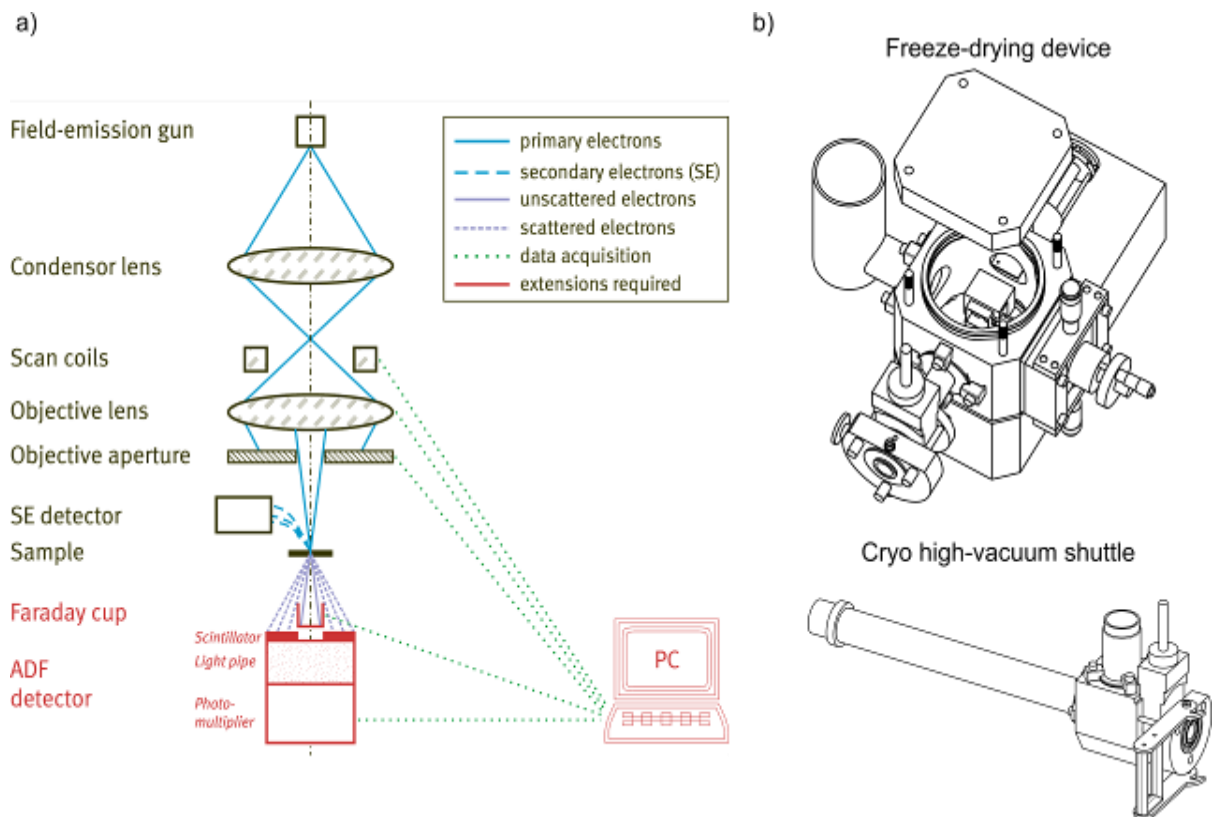 a)
Field-emission gun
Condensor lens
Scan coils
Objective lens
Objective aperture
SE detector
Sample
Faraday cup
ADF
detector
Scintillator
Light pipe
Photo-
multiplier
primary electrons
secondary electrons (SE)
unscattered electrons
scattered electrons
data acquisition
extensions required
PC
b)
Freeze-drying device
Cryo high-vacuum shuttle